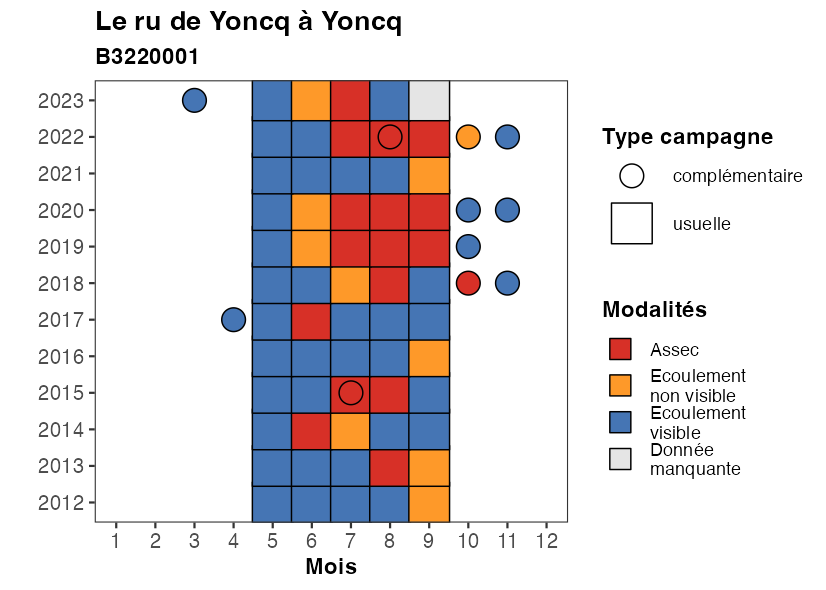 Le ru de Yoncq à Yoncq
B3220001
2023
2022
2021
2020
2019
2018
2017
2016
2015
2014
2013
2012
1 2 3 4 5 6 7 8 9 10 11 12
Mois
Type campagne
complémentaire
usuelle
Modalités
Assec
Ecoulement
non visible
Ecoulement
visible
Donnée
manquante